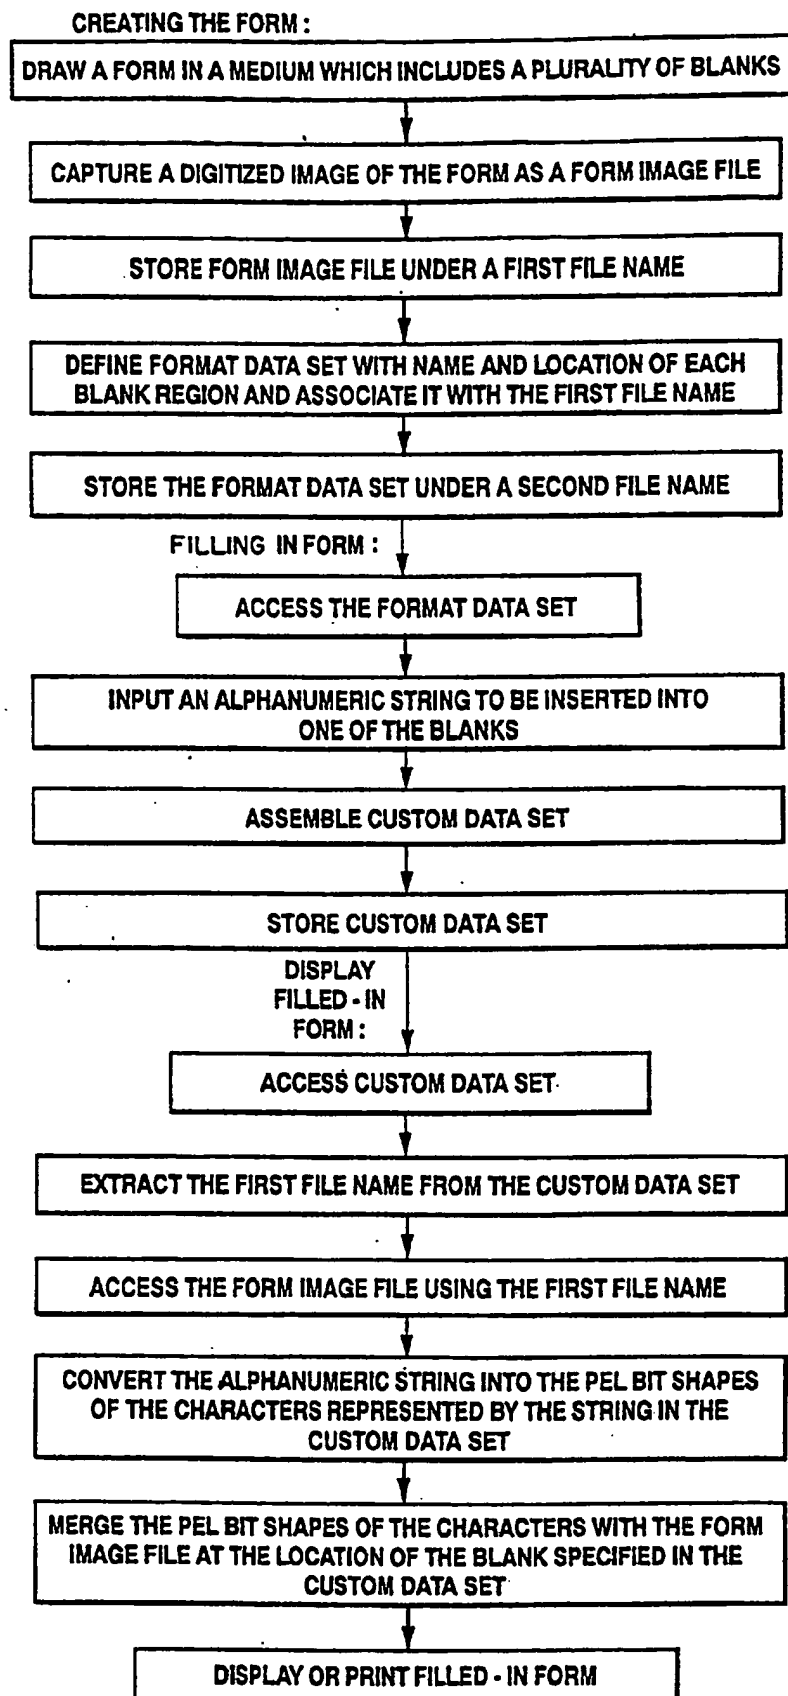 CREATING THE FORM :
DRAW A FORM IN A MEDIUM WHICH INCLUDES A PLURALITY OF BLANKS
CAPTURE A DIGITIZED IMAGE OF THE FORM AS A FORM IMAGE FILE
STORE FORM IMAGE FILE UNDER A FIRST FILE NAME
DEFINE FORMAT DATA SET WITH NAME AND LOCATION OF EACH
BLANK REGION AND ASSOCIATE IT WITH THE FIRST FILE NAME
STORE THE FORMAT DATA SET UNDER A SECOND FILE NAME
FILLING IN FORM :
ACCESS THE FORMAT DATA SET
INPUT AN ALPHANUMERIC STRING TO BE INSERTED INTO
ONE OF THE BLANKS
ASSEMBLE CUSTOM DATA SET
STORE CUSTOM DATA SET
DISPLAY
FILLED - IN
FORM :
ACCESS CUSTOM DATA SET
EXTRACT THE FIRST FILE NAME FROM THE CUSTOM DATA SET
ACCESS THE FORM IMAGE FILE USING THE FIRST FILE NAME
CONVERT THE ALPHANUMERIC STRING INTO THE PEL BIT SHAPES
OF THE CHARACTERS REPRESENTED BY THE STRING IN THE
CUSTOM DATA SET
MERGE THE PEL BIT SHAPES OF THE CHARACTERS WITH THE FORM
IMAGE FILE AT THE LOCATION OF THE BLANK SPECIFIED IN THE
CUSTOM DATA SET
DISPLAY OR PRINT FILLED - IN FORM